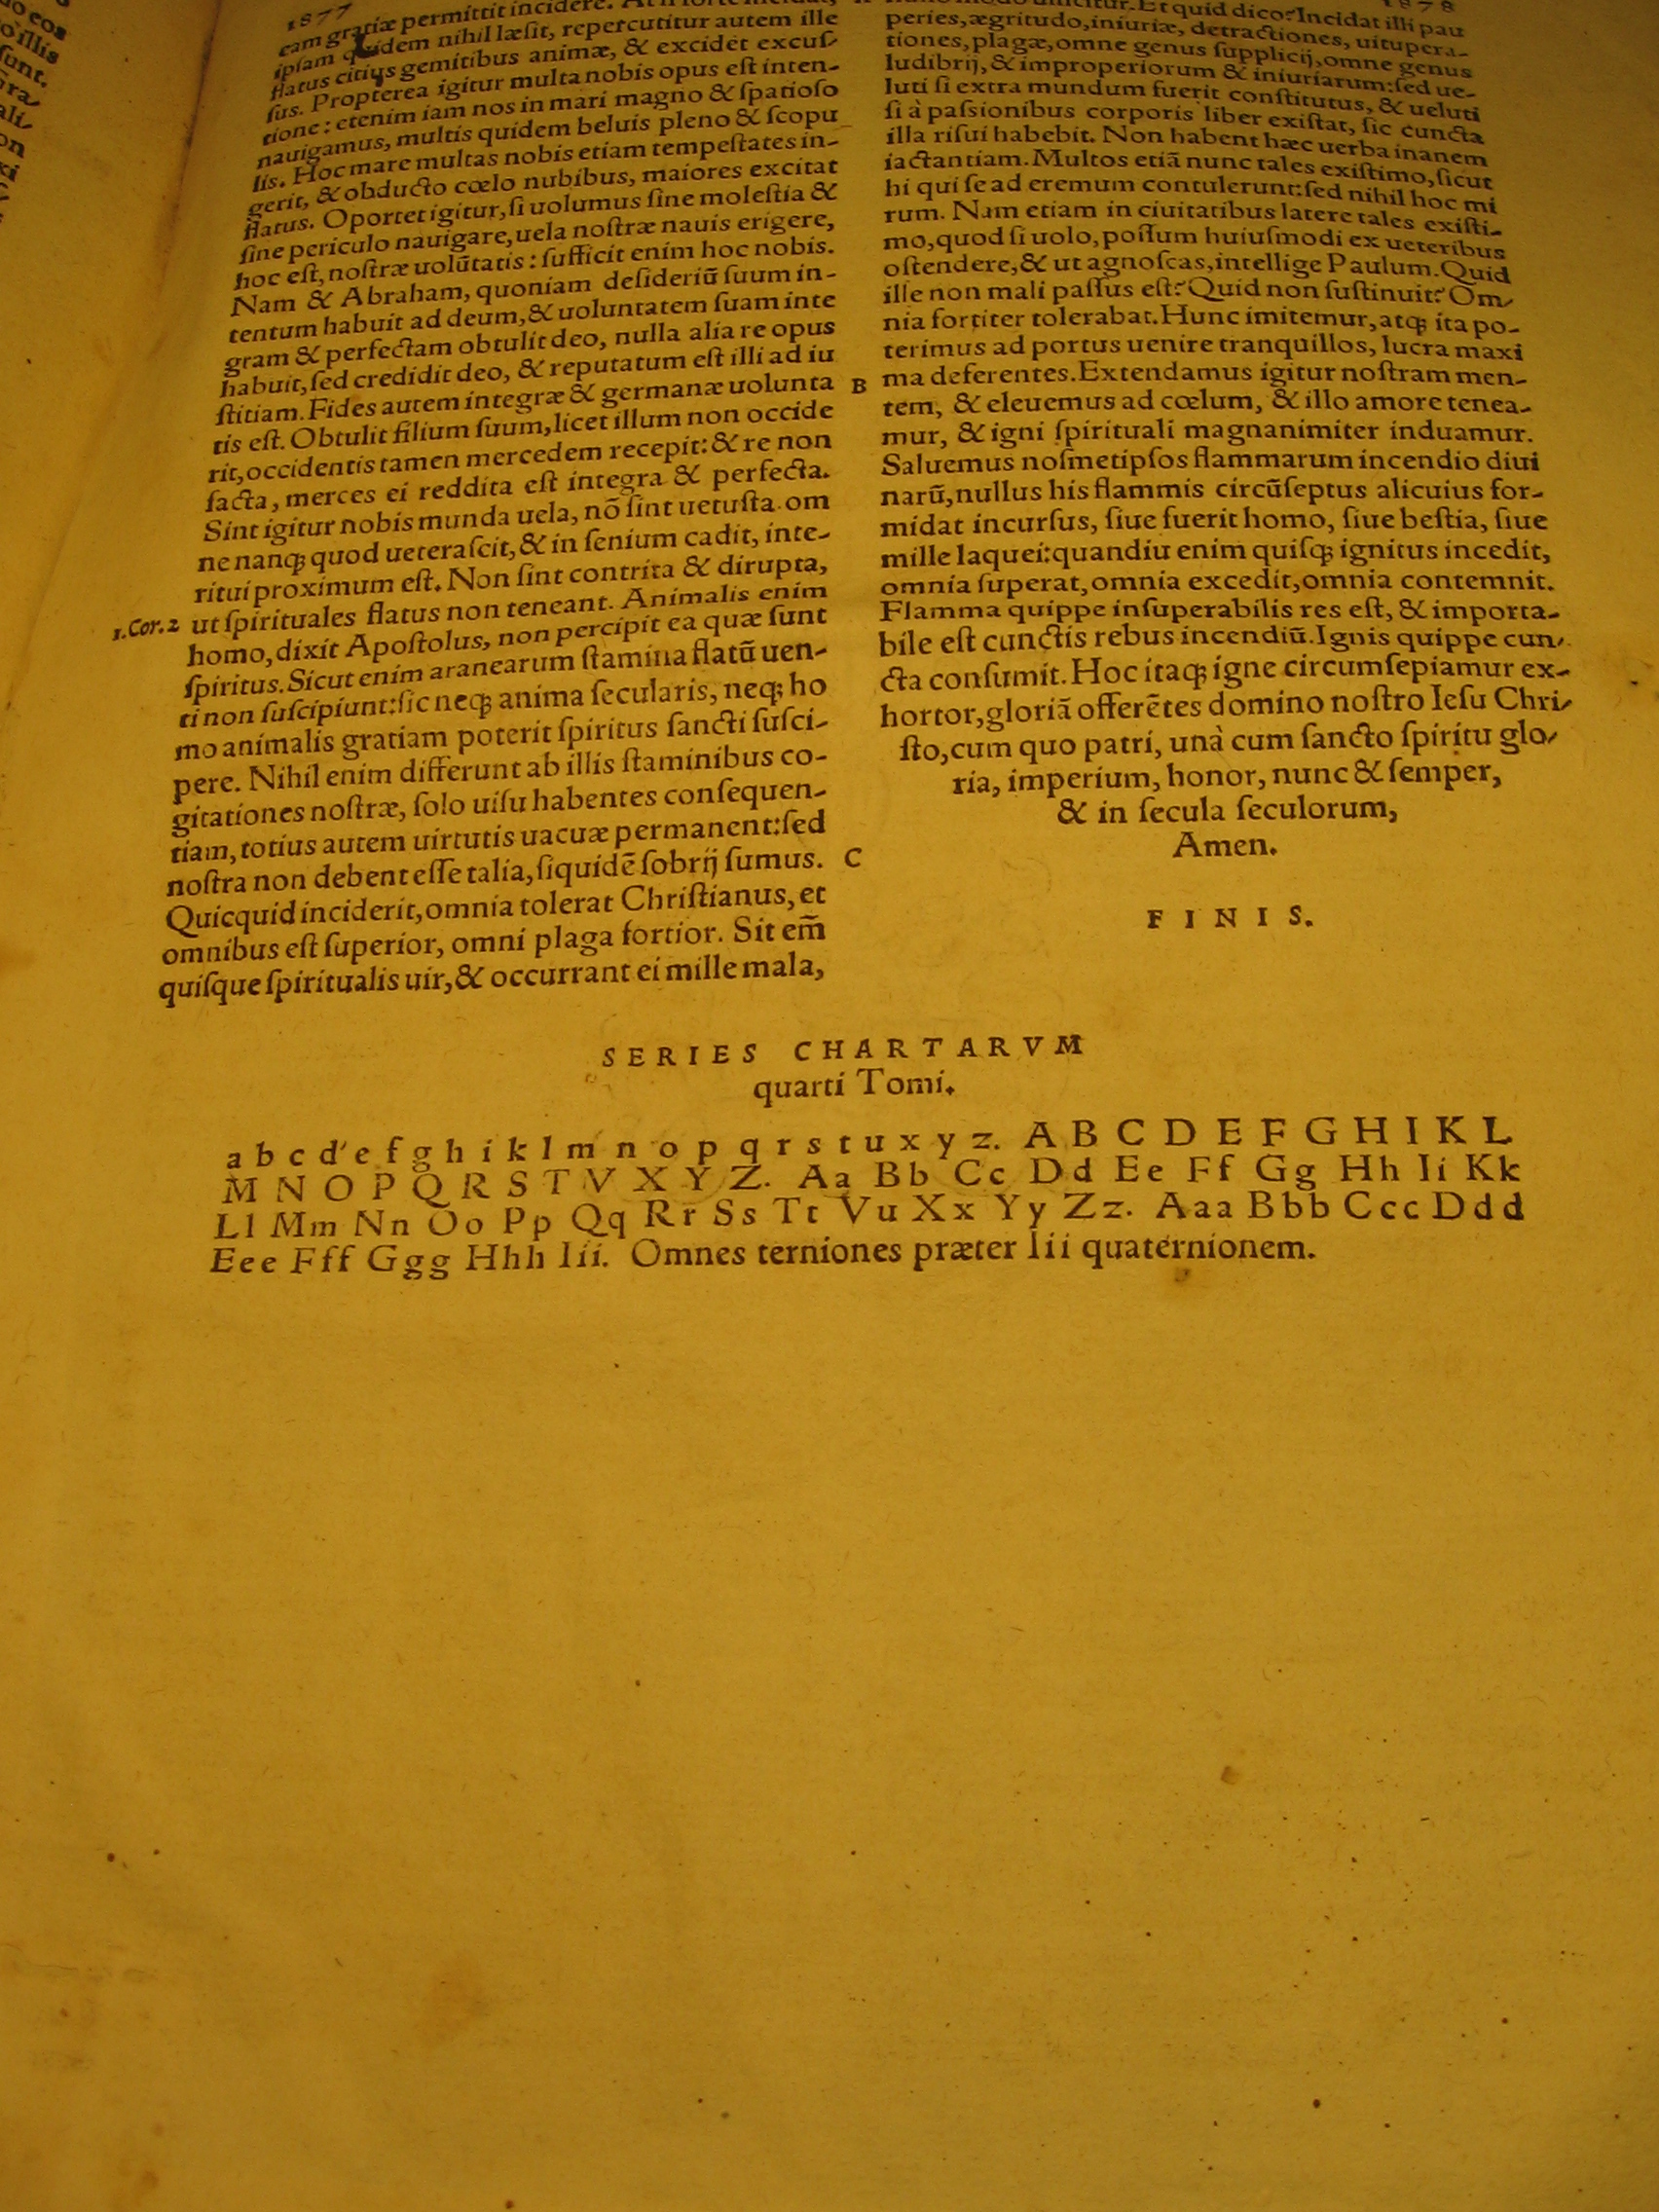 1877
eam gratiæ permittit incidere.
ipſam quidem nihil læſit, repercutitur autem ille
flatus citius gemitibus animæ, & excidet excuſ-
ſus. Propterea igitur multa nobis opus eſt inten-
tione: etenim iam nos in mari magno & ſpatioſo
nauigamus, multis quidem beluis pleno & ſcopu
lis. Hoc mare multas nobis etiam tempeſtates in-
gerit, & obducto cœlo nubibus, maiores excitat
flatus. Oportet igitur, ſi uolumus ſine moleſtia &
ſine periculo nauigare, uela noſtræ nauis erigere,
hoc eſt, noſtræ uolūtatis: ſufficit enim hoc nobis.
Nam & Abraham, quoniam deſideriū ſuum in-
tentum habuit ad deum, & uoluntatem ſuam inte
gram & perfectam obtulit deo, nulla alia re opus
habuit, ſed credidit deo, & reputatum eſt illi ad iu
ſtitiam. Fides autem integræ & germanæ uolunta
tis eſt. Obtulit filium ſuum, licet illum non occide
rit, occidentis tamen mercedem recepit: & re non
facta, merces ei reddita eſt integra & perfecta.
Sint igitur nobis munda uela, nō ſint uetuſta. om
ne nanq; quod ueteraſcit, & in ſenium cadit, inte-
ritui proximum eſt. Non ſint contrita & dirupta,
1.Cor.2 ut ſpirituales flatus non teneant. Animalis enim
homo, dixit Apoſtolus, non percipit ea quæ ſunt
ſpiritus. Sicut enim aranearum ſtamina flatū uen-
ti non ſuſcipiunt: ſic neq; anima ſecularis, neq; ho
mo animalis gratiam poterit ſpiritus ſancti ſuſci-
pere. Nihil enim differunt ab illis ſtaminibus co-
gitationes noſtræ, ſolo uiſu habentes conſequen-
tiam, totius autem uirtutis uacuæ permanent: ſed
noſtra non debent eſſe talia, ſiquidē ſobrij ſumus.
Quicquid inciderit, omnia tolerat Chriſtianus, et
omnibus eſt ſuperior, omni plaga fortior. Sit em̄
quiſque ſpiritualis uir, & occurrant ei mille mala,
1878
Et quid dico? Incidat illi pau
peries, ægritudo, iniuriæ, detractiones, uitupera-
tiones, plagæ, omne genus ſupplicij, omne genus
ludibrij, & improperiorum & iniuriarum: ſed ue-
luti ſi extra mundum fuerit conſtitutus, & ueluti
ſi à paſsionibus corporis liber exiſtat, ſic cuncta
illa riſui habebit. Non habent hæc uerba inanem
iactantiam. Multos etiā nunc tales exiſtimo, ſicut
hi qui ſe ad eremum contulerunt: ſed nihil hoc mi
rum. Nam etiam in ciuitatibus latere tales exiſti-
mo, quod ſi uolo, poſſum huiuſmodi ex ueteribus
oſtendere, & ut agnoſcas, intellige Paulum. Quid
ille non mali paſſus eſt? Quid non ſuſtinuit? Om-
nia fortiter tolerabat. Hunc imitemur, atq; ita po-
terimus ad portus uenire tranquillos, lucra maxi
B ma deferentes. Extendamus igitur noſtram men-
tem, & eleuemus ad cœlum, & illo amore tenea-
mur, & igni ſpirituali magnanimiter induamur.
Saluemus noſmetipſos flammarum incendio diui
narū, nullus his flammis circūſeptus alicuius for-
midat incurſus, ſiue fuerit homo, ſiue beſtia, ſiue
mille laquei: quandiu enim quiſq; ignitus incedit,
omnia ſuperat, omnia excedit, omnia contemnit.
Flamma quippe inſuperabilis res eſt, & importa-
bile eſt cunctis rebus incendiū. Ignis quippe cun-
cta conſumit. Hoc itaq; igne circumſepiamur ex-
hortor, gloriā offerētes domino noſtro Ieſu Chri-
ſto, cum quo patri, unà cum ſancto ſpiritu glo-
ria, imperium, honor, nunc & ſemper,
C & in ſecula ſeculorum,
Amen.
F I N I S.
SERIES CHARTARVM
quarti Tomi.
a b c d e f g h i k l m n o p q r s t u x y z. A B C D E F G H I K L
M N O P Q R S T V X Y Z. Aa Bb Cc Dd Ee Ff Gg Hh Ii Kk
Ll Mm Nn Oo Pp Qq Rr Ss Tt Vu Xx Yy Zz. Aaa Bbb Ccc Ddd
Eee Fff Ggg Hhh Iii. Omnes terniones præter Iii quaternionem.